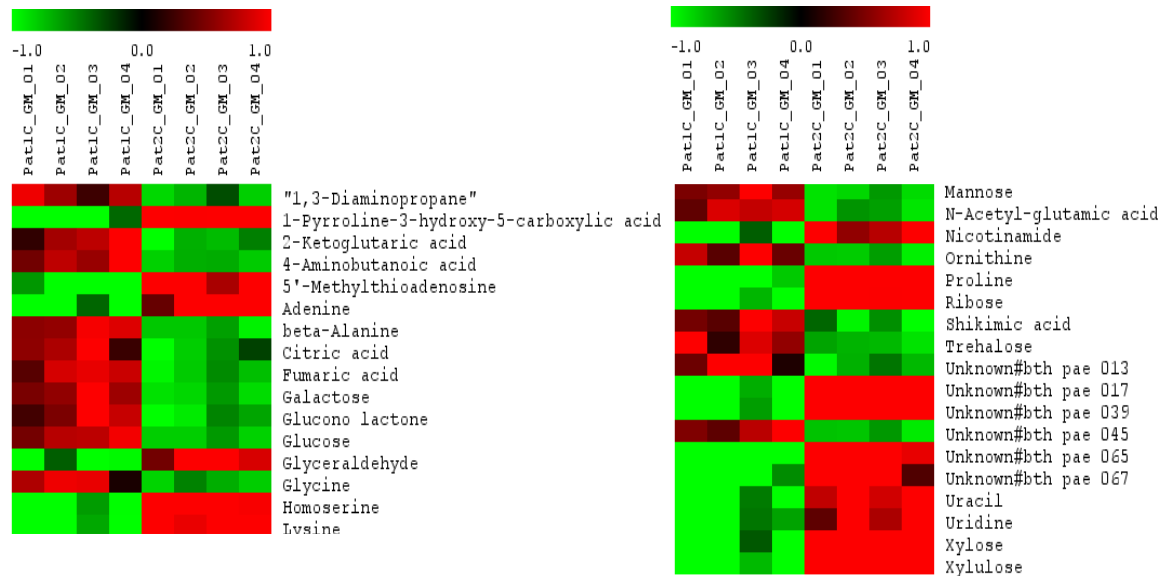 -1.0 0.0 1.0
Pat1C_GM_01
Pat1C_GM_02
Pat1C_GM_03
Pat1C_GM_04
Pat2C_GM_01
Pat2C_GM_02
Pat2C_GM_03
Pat2C_GM_04
"1,3-Diaminopropane"
1-Pyrroline-3-hydroxy-5-carboxylic acid
2-Ketoglutaric acid
4-Aminobutanoic acid
5'-Methylthioadenosine
Adenine
beta-Alanine
Citric acid
Fumaric acid
Galactose
Glucono lactone
Glucose
Glyceraldehyde
Glycine
Homoserine
Lysine
-1.0 0.0 1.0
Pat1C_GM_01
Pat1C_GM_02
Pat1C_GM_03
Pat1C_GM_04
Pat2C_GM_01
Pat2C_GM_02
Pat2C_GM_03
Pat2C_GM_04
Mannose
N-Acetyl-glutamic acid
Nicotinamide
Ornithine
Proline
Ribose
Shikimic acid
Trehalose
Unknown#bth pae 013
Unknown#bth pae 017
Unknown#bth pae 039
Unknown#bth pae 045
Unknown#bth pae 065
Unknown#bth pae 067
Uracil
Uridine
Xylose
Xylulose